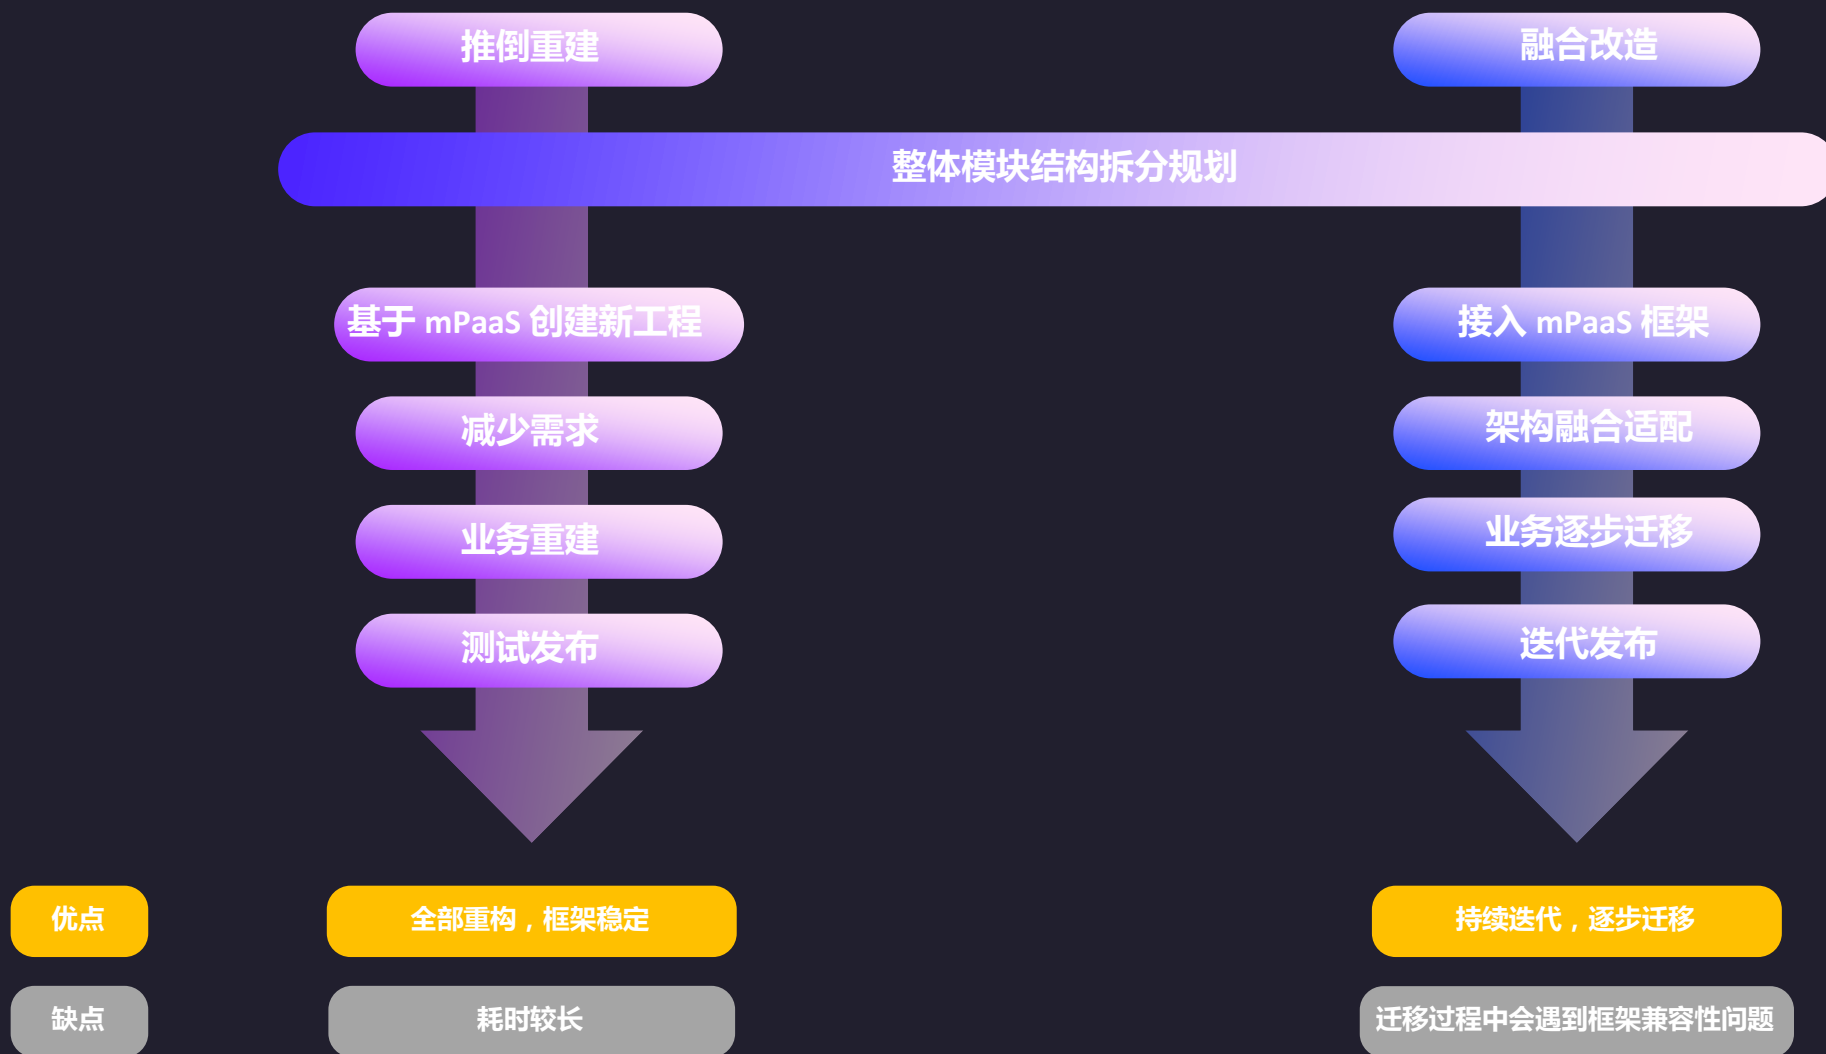 推倒重建
融合改造
整体模块结构拆分规划
基于 mPaaS 创建新工程
接入 mPaaS 框架
减少需求
架构融合适配
业务重建
业务逐步迁移
测试发布
迭代发布
优点
全部重构，框架稳定
持续迭代，逐步迁移
缺点
耗时较长
迁移过程中会遇到框架兼容性问题